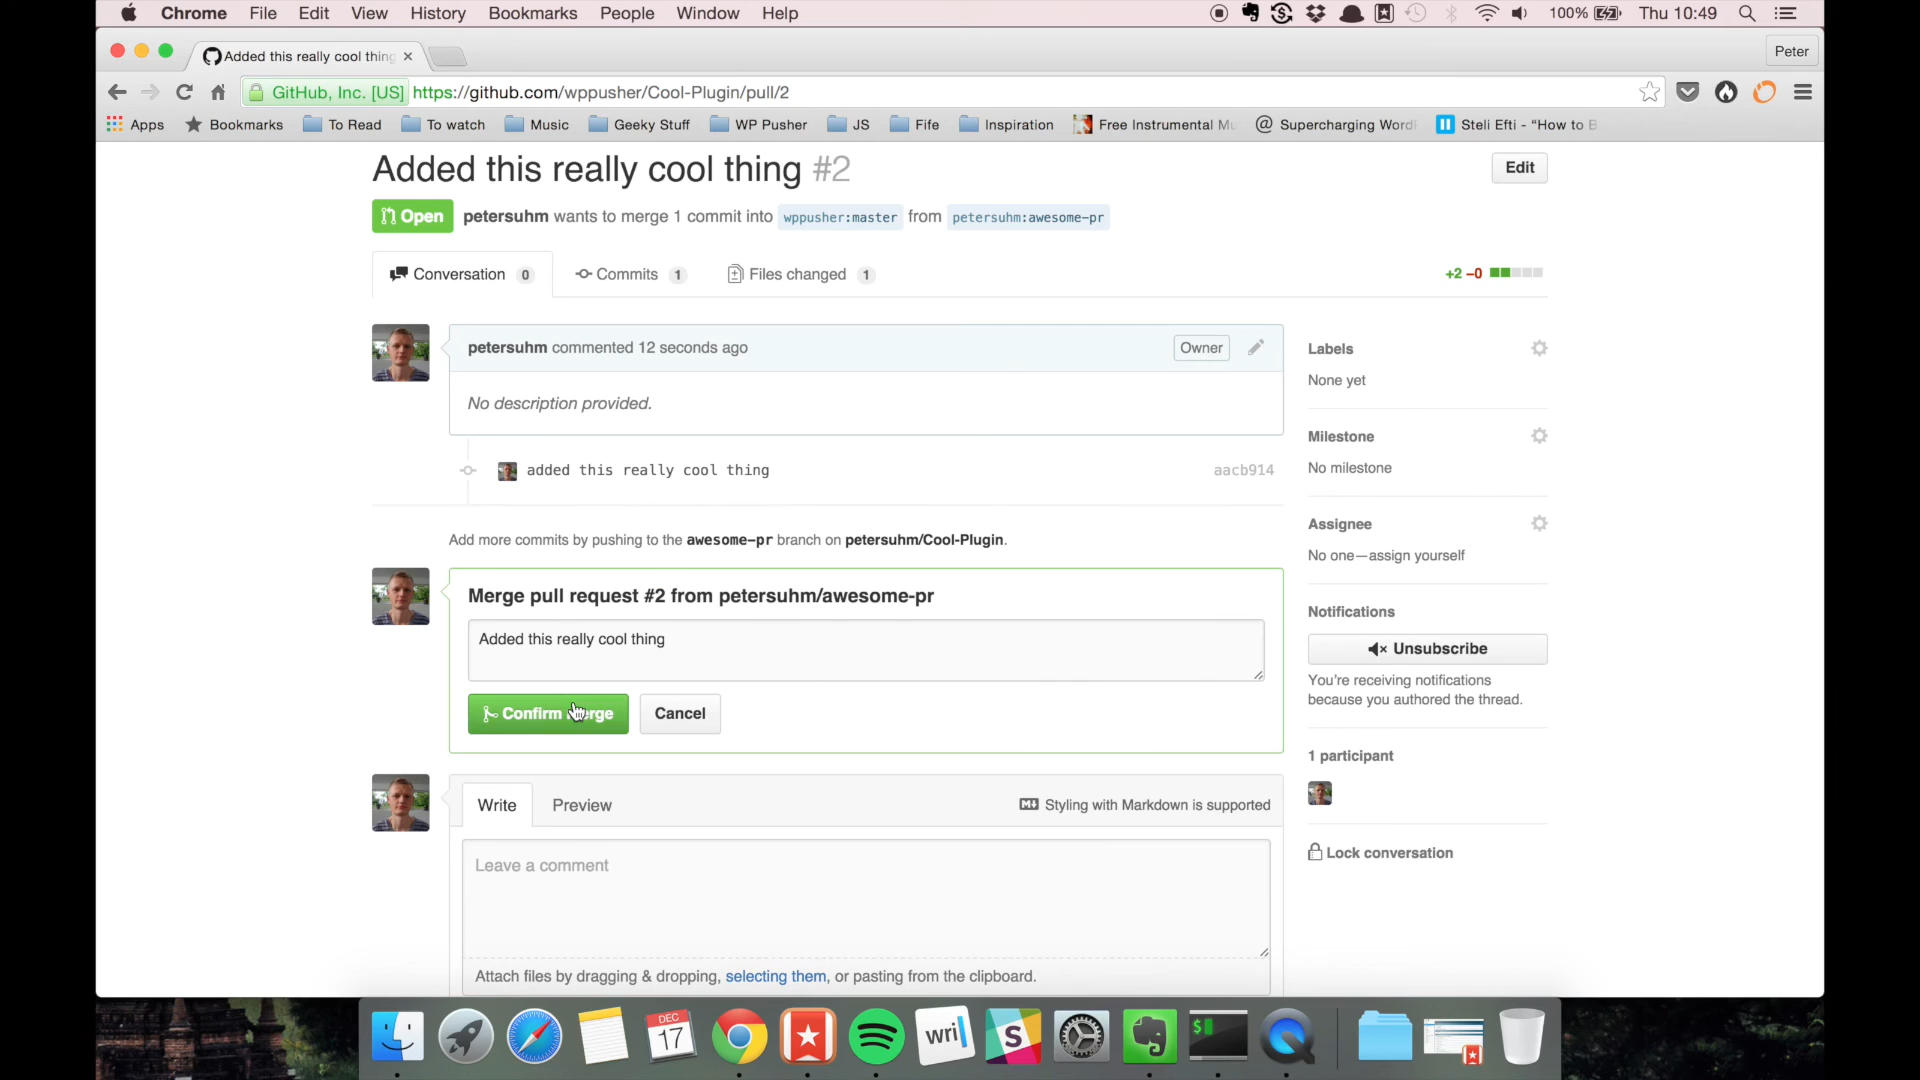 Chrome File Edit View History Bookmarks People Window Help 100% Thu 10:49
Added this really cool thing Peter
GitHub, Inc. [US] https://github.com/wppusher/Cool-Plugin/pull/2
Apps Bookmarks To Read To watch Music Geeky Stuff WP Pusher JS Fife Inspiration Free Instrumental Supercharging Steli Efti - “How to
Added this really cool thing #2 Edit
Open petersuhm wants to merge 1 commit into wppusher:master from petersuhm:awesome-pr
Conversation 0 Commits 1 Files changed 1 +2 −0
petersuhm commented 12 seconds ago Owner
No description provided.
added this really cool thing aacb914
Add more commits by pushing to the awesome-pr branch on petersuhm/Cool-Plugin.
Merge pull request #2 from petersuhm/awesome-pr
Added this really cool thing
Confirm Cancel
Write Preview Styling with Markdown is supported
Leave a comment
Attach files by dragging & dropping, selecting them, or pasting from the clipboard.
Labels
None yet
Milestone
No milestone
Assignee
No one—assign yourself
Notifications
Unsubscribe
You’re receiving notifications
because you authored the thread.
1 participant
Lock conversation
DEC
17
wri
S
$